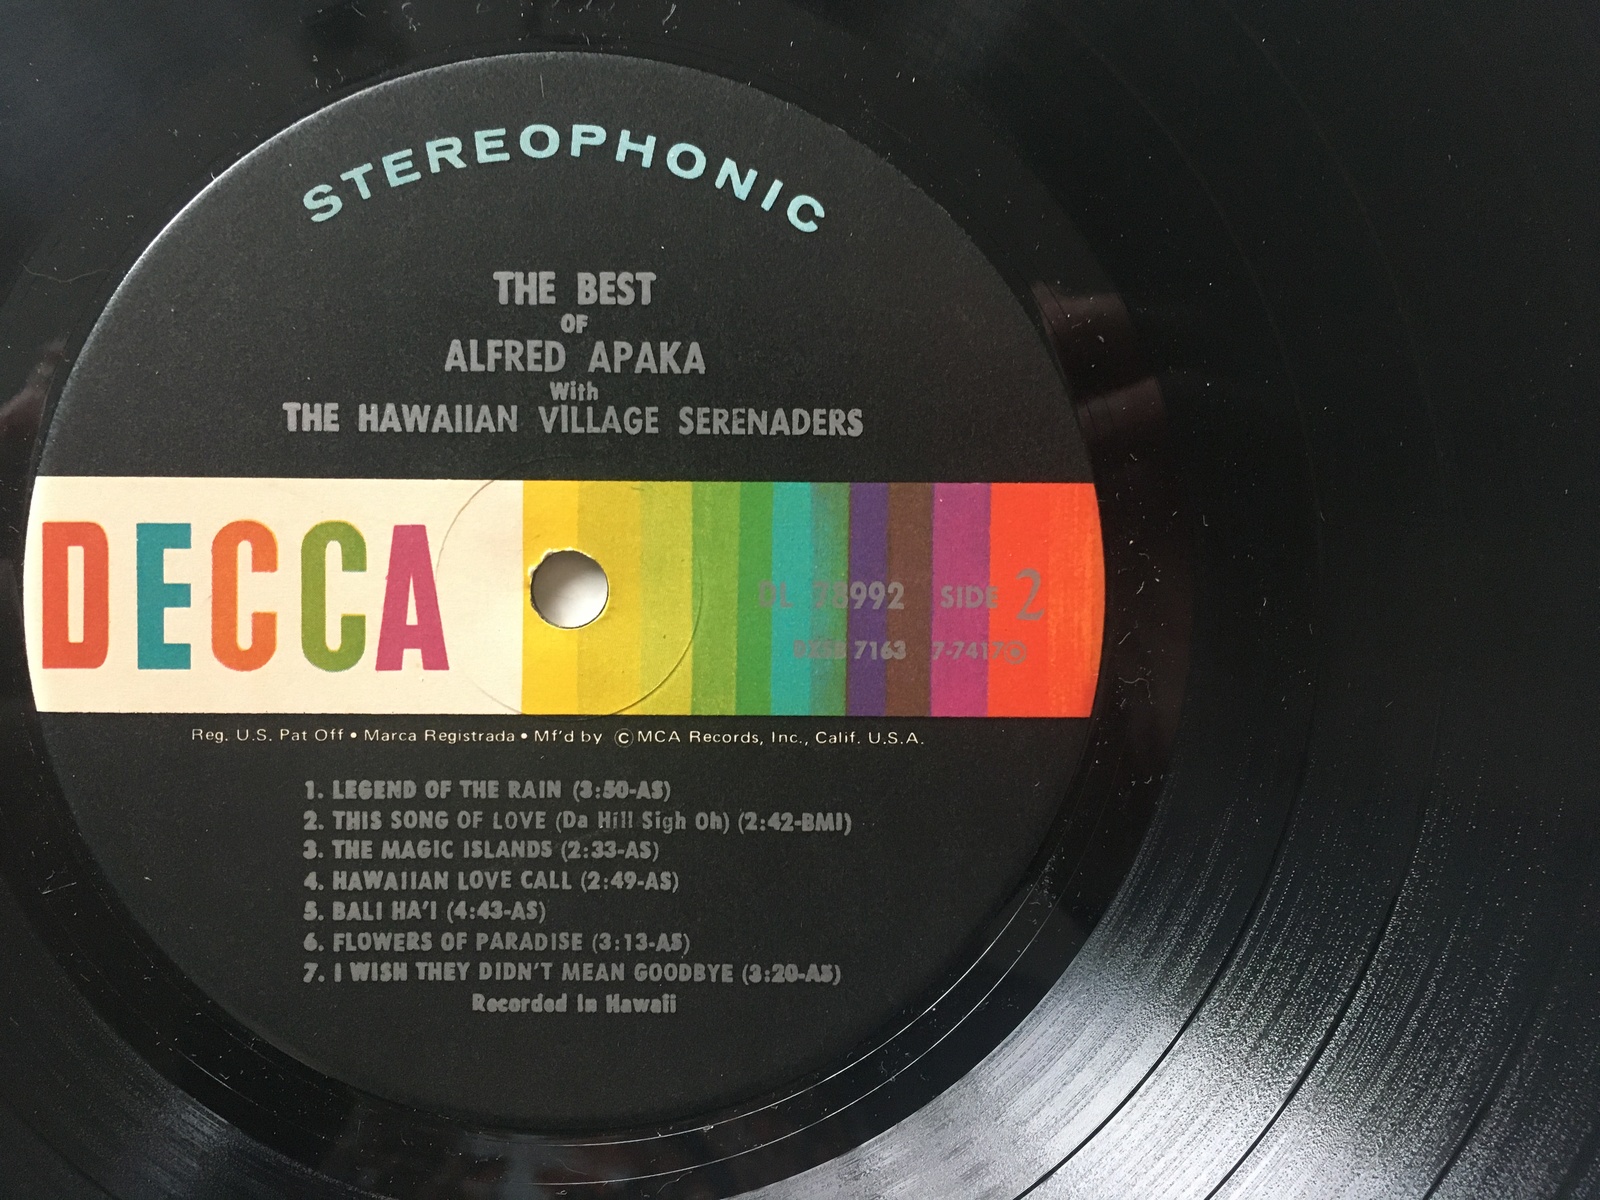 STEREOPHONIC
THE BEST
OF
ALFRED APAKA
With
THE HAWAIIAN VILLAGE SERENADERS
DECCA
DL 78992 SIDE 2
7163 7-7417
Reg. U.S. Pat Off • Marca Registrada • Mf'd by ©MCA Records, Inc., Calif. U.S.A.
1. LEGEND OF THE RAIN (3:50-AS)
2. THIS SONG OF LOVE (Da Hill Sigh Oh) (2:42-BMI)
3. THE MAGIC ISLANDS (2:33-AS)
4. HAWAIIAN LOVE CALL (2:49-AS)
5. BALI HA'I (4:43-AS)
6. FLOWERS OF PARADISE (3:13-AS)
7. I WISH THEY DIDN'T MEAN GOODBYE (3:20-AS)
Recorded in Hawaii